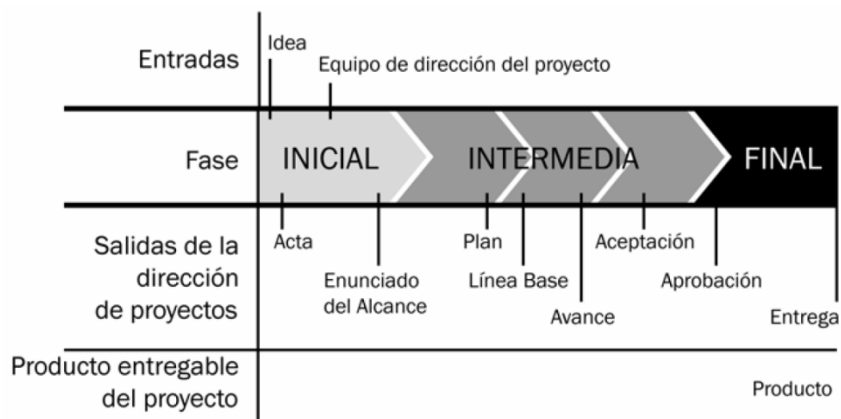 Entradas
Idea
Equipo de dirección del proyecto
Fase
INICIAL
INTERMEDIA
FINAL
Salidas de la
dirección
de proyectos
Acta
Enunciado
del Alcance
Plan
Línea Base
Avance
Aceptación
Aprobación
Entrega
Producto entregable
del proyecto
Producto